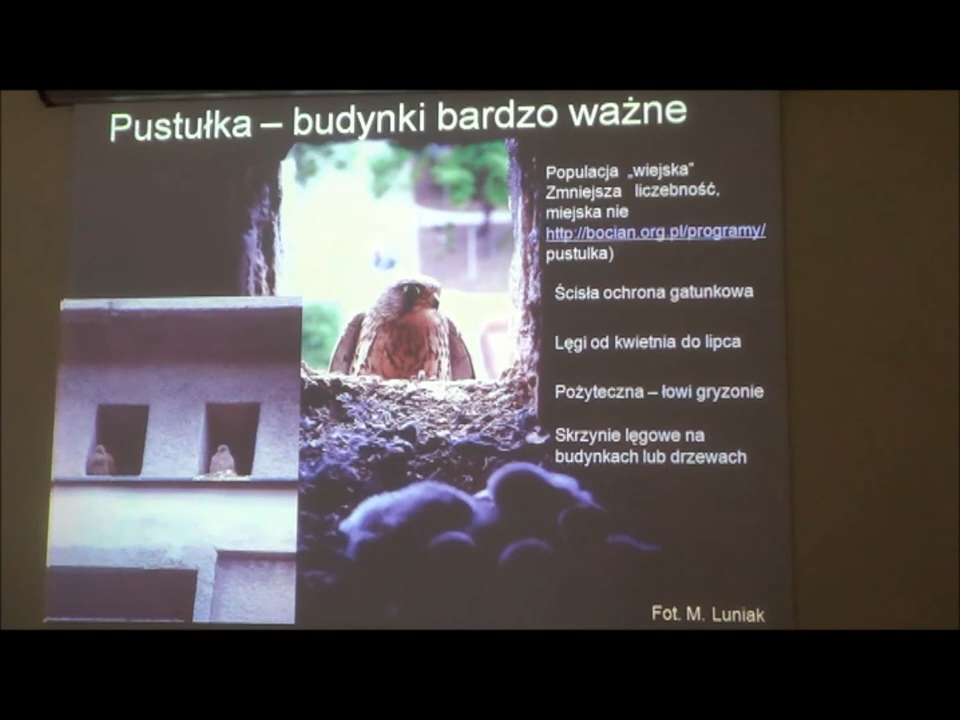 Pustułka – budynki bardzo ważne
Populacja „wiejska”
Zmniejsza liczebność,
miejska nie
http://bocian.org.pl/programy/
pustulka)
Ścisła ochrona gatunkowa
Lęgi od kwietnia do lipca
Pożyteczna – łowi gryzonie
Skrzynie lęgowe na
budynkach lub drzewach
Fot. M. Luniak